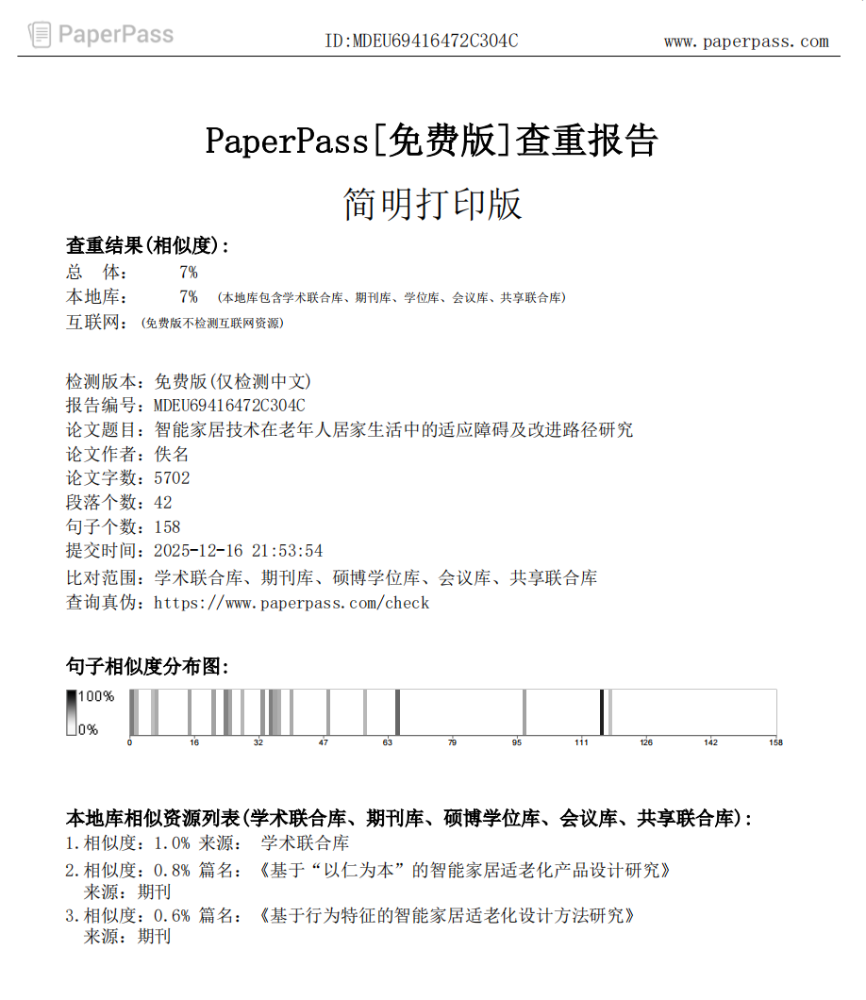 PaperPass
ID:MDEU69416472C304C
www.paperpass.com
PaperPass[免费版]查重报告
简明打印版
查重结果(相似度):
总 体: 7%
本地库: 7% (本地库包含学术联合库、期刊库、学位库、会议库、共享联合库)
互联网: (免费版不检测互联网资源)
检测版本: 免费版(仅检测中文)
报告编号: MDEU69416472C304C
论文题目: 智能家居技术在老年人居家生活中的适应障碍及改进路径研究
论文作者: 佚名
论文字数: 5702
段落个数: 42
句子个数: 158
提交时间: 2025-12-16 21:53:54
比对范围: 学术联合库、期刊库、硕博学位库、会议库、共享联合库
查询真伪: https://www.paperpass.com/check
句子相似度分布图:
100%
0%
0 16 32 47 63 79 95 111 126 142 158
本地库相似资源列表(学术联合库、期刊库、硕博学位库、会议库、共享联合库):
1.相似度: 1.0% 来源: 学术联合库
2.相似度: 0.8% 篇名: 《基于“以仁为本”的智能家居适老化产品设计研究》
来源: 期刊
3.相似度: 0.6% 篇名: 《基于行为特征的智能家居适老化设计方法研究》
来源: 期刊